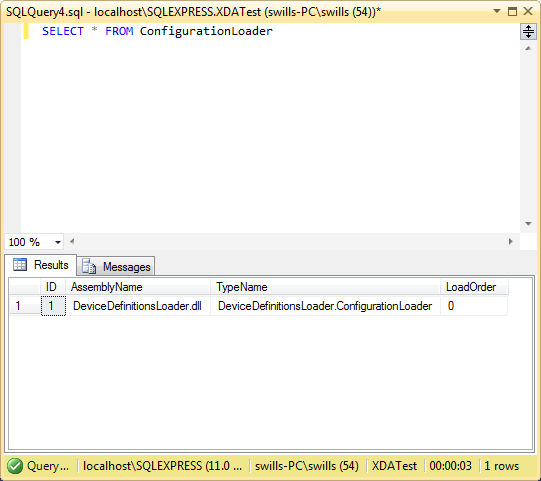 SQLQuery4.sql - localhost\SQLEXPRESS.XDATest (swills-PC\swills (54))*
SELECT * FROM ConfigurationLoader
100 %
Results Messages
ID AssemblyName TypeName LoadOrder
1 1 DeviceDefinitionsLoader.dll DeviceDefinitionsLoader.ConfigurationLoader 0
Query... localhost\SQLEXPRESS (11.0 ... swills-PC\swills (54) XDATest 00:00:03 1 rows